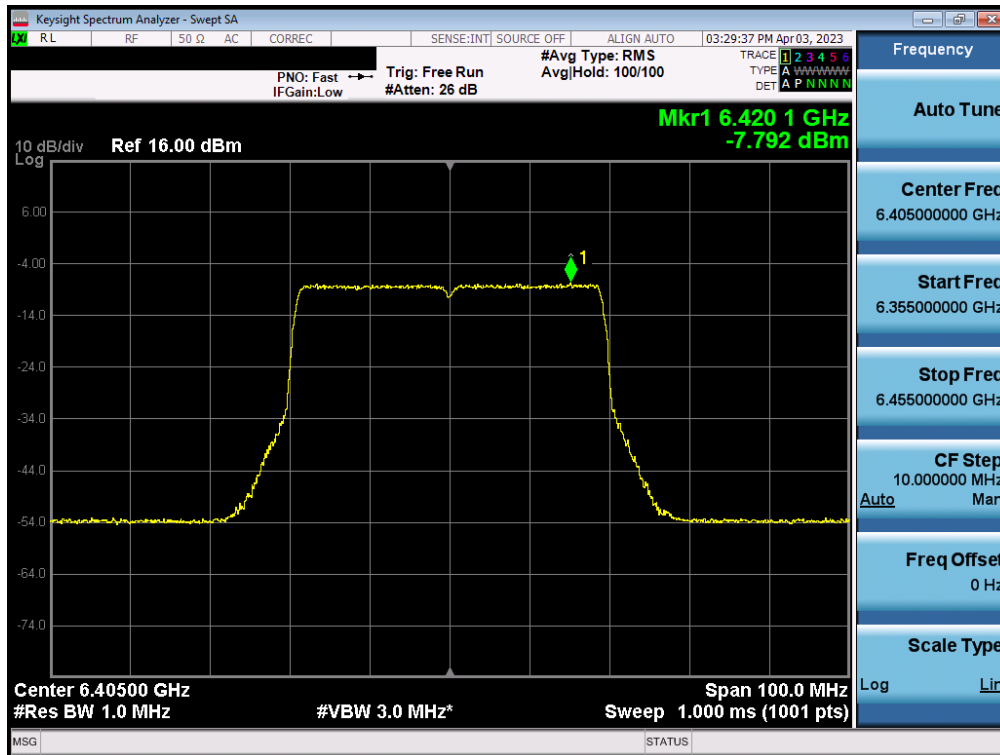 Keysight Spectrum Analyzer - Swept SA
LXI RL RF 50 Ω AC CORREC SENSE:INT SOURCE OFF ALIGN AUTO 03:29:37 PM Apr 03, 2023
PNO: Fast
IFGain:Low
Trig: Free Run
#Atten: 26 dB
#Avg Type: RMS
Avg|Hold: 100/100
TRACE 1 2 3 4 5 6
TYPE A WWWWW
DET A P N N N N
Mkr1 6.420 1 GHz
-7.792 dBm
10 dB/div
Log
Ref 16.00 dBm
6.00
-4.00
-14.0
-24.0
-34.0
-44.0
-54.0
-64.0
-74.0
1
Center 6.40500 GHz
Span 100.0 MHz
#Res BW 1.0 MHz
#VBW 3.0 MHz*
Sweep 1.000 ms (1001 pts)
MSG
STATUS
Frequency
Auto Tune
Center Freq
6.405000000 GHz
Start Freq
6.355000000 GHz
Stop Freq
6.455000000 GHz
CF Step
10.000000 MHz
Auto Man
Freq Offset
0 Hz
Scale Type
Log Lin